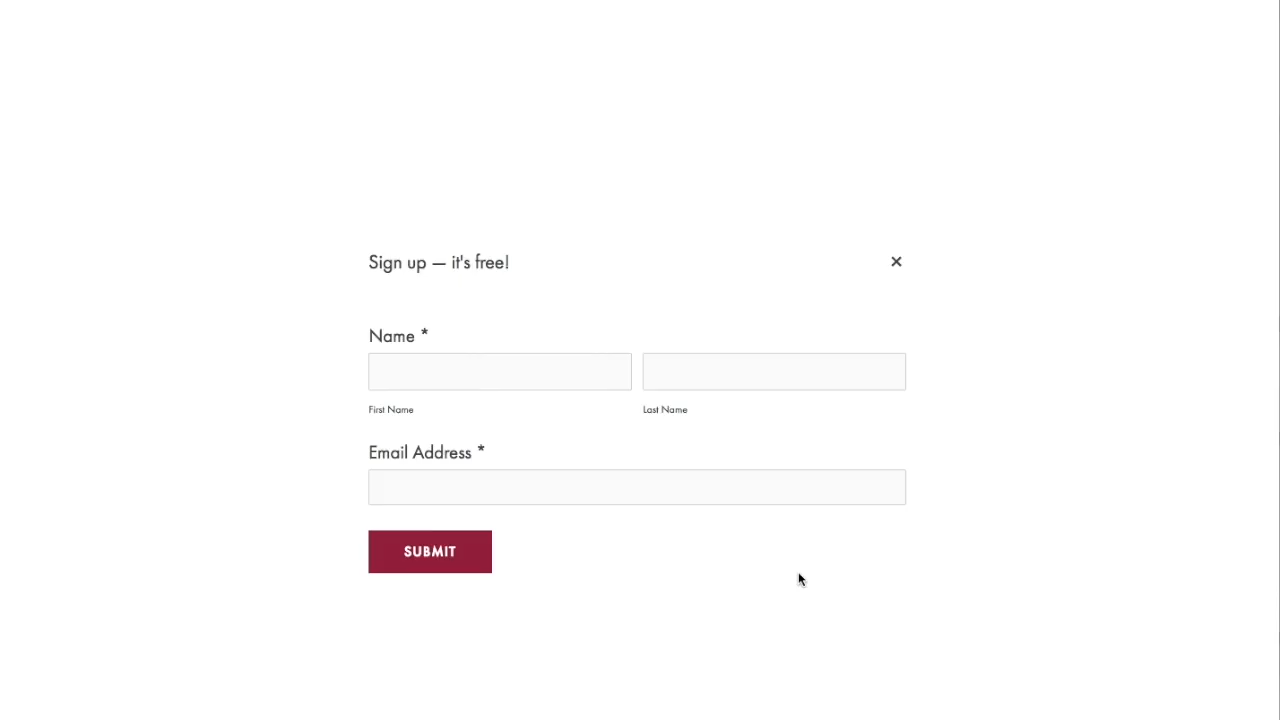 Sign up — it's free!
Name *
First Name Last Name
Email Address *
SUBMIT